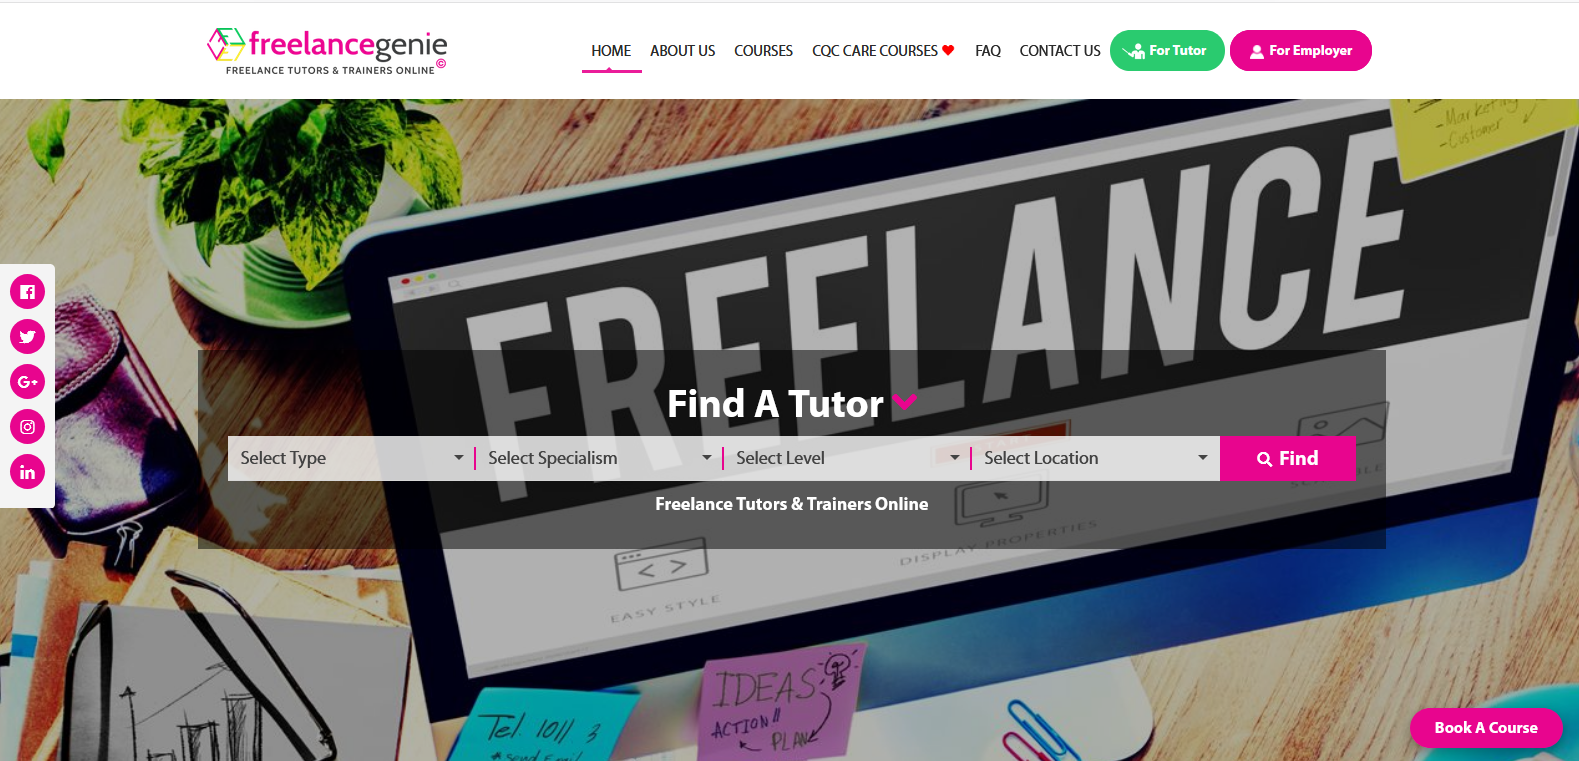 freelancegenie
©
FREELANCE TUTORS & TRAINERS ONLINE
HOME
ABOUT US
COURSES
CQC CARE COURSES
FAQ
CONTACT US
For Tutor
For Employer
-Marketing
-Customer
FREELANCE
Find A Tutor
Select Type
Select Specialism
Select Level
Select Location
Find
Freelance Tutors & Trainers Online
DISPLAY PROPERTIES
EASY STYLE
IDEAS
ACTION!!
PLAN
Tel. 1011 3
*send Email
Book A Course